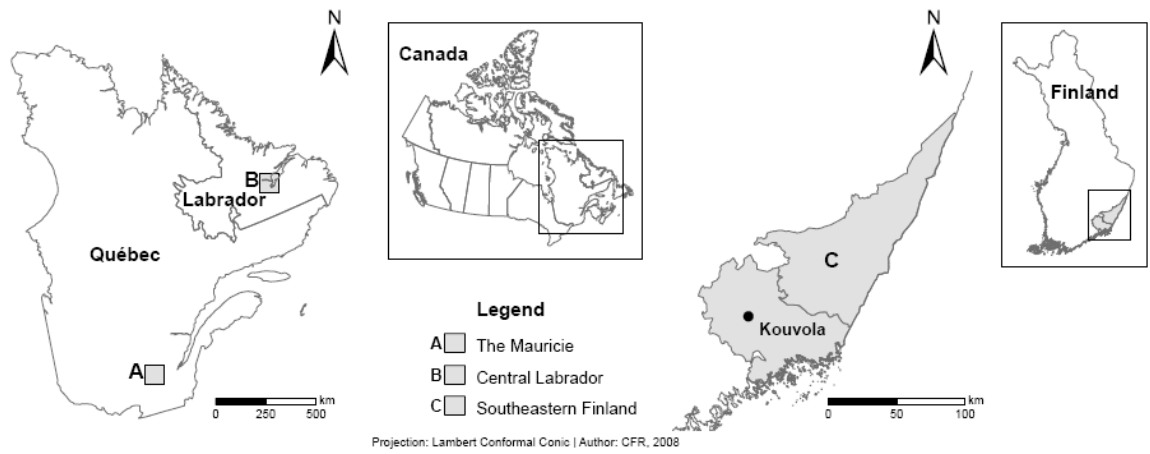 N
Québec
Labrador
B
A
0 250 500 km
Canada
Legend
A The Mauricie
B Central Labrador
C Southeastern Finland
N
C
Kouvola
0 50 100 km
Finland
Projection: Lambert Conformal Conic | Author: CFR, 2008